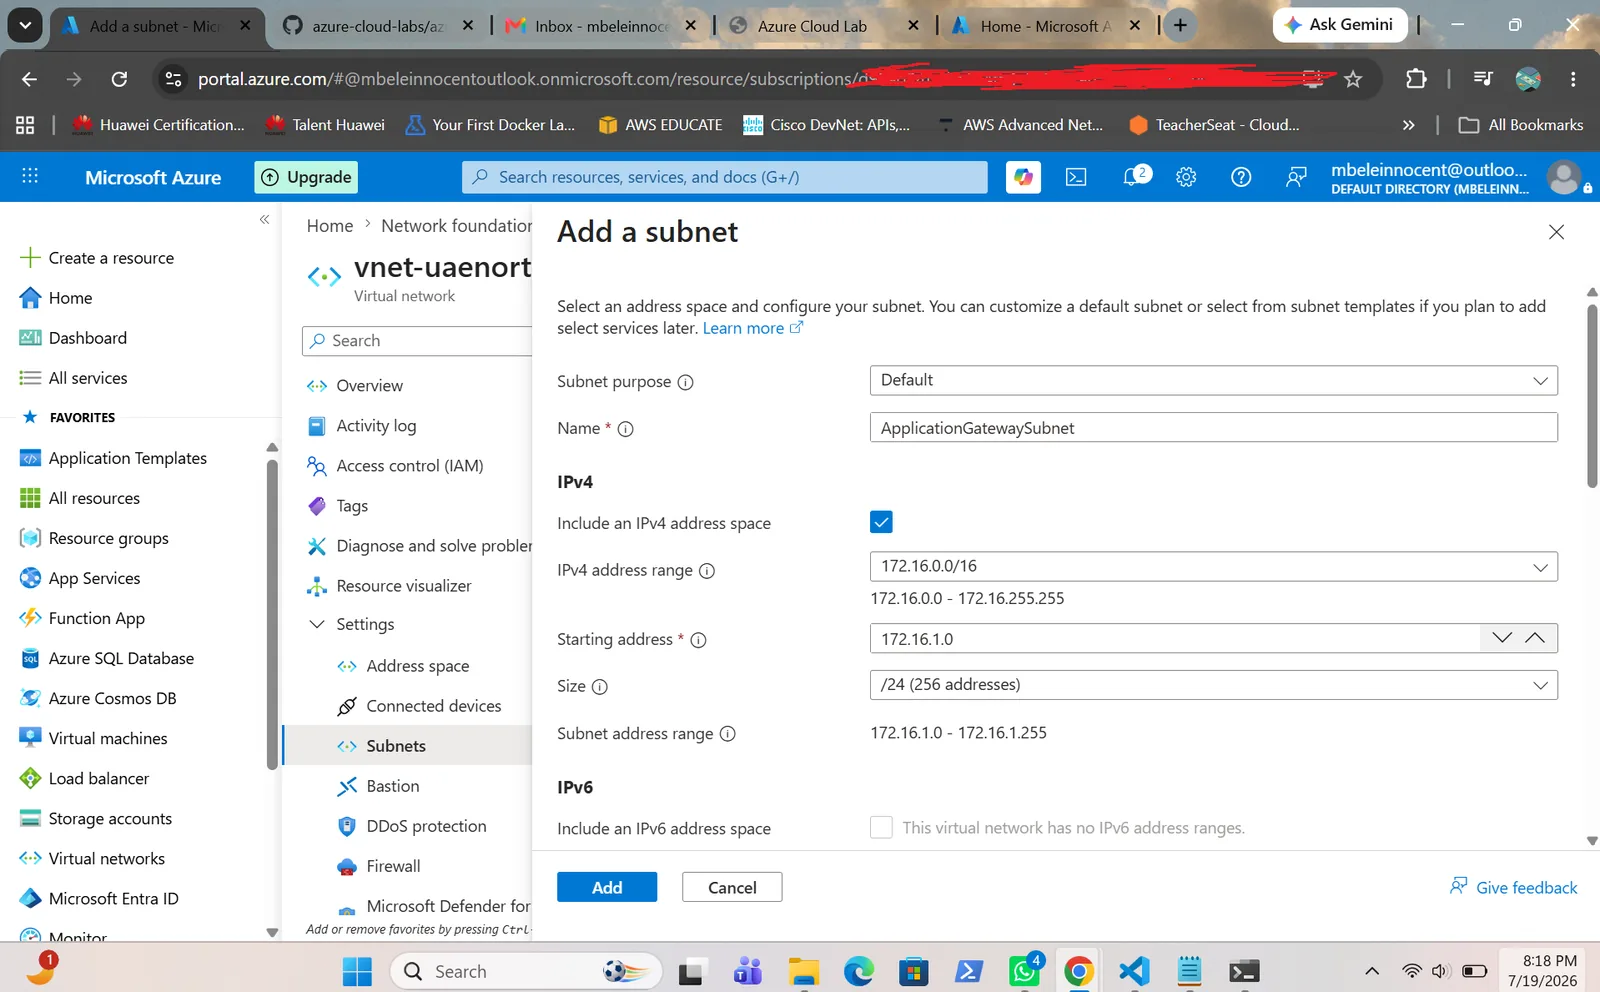 Add a subnet - Micr
azure-cloud-labs/az
Inbox - mbeleinnoce
Azure Cloud Lab
Home - Microsoft A
Ask Gemini
portal.azure.com/#@mbeleinnocentoutlook.onmicrosoft.com/resource/subscriptions/
Huawei Certification...
Talent Huawei
Your First Docker La...
AWS EDUCATE
Cisco DevNet: APIs,...
AWS Advanced Net...
TeacherSeat - Cloud...
All Bookmarks
Microsoft Azure
Upgrade
Search resources, services, and docs (G+/)
2
mbeleinnocent@outloo...
DEFAULT DIRECTORY (MBELEINN...
Create a resource
Home
Dashboard
All services
FAVORITES
Application Templates
All resources
Resource groups
App Services
Function App
Azure SQL Database
Azure Cosmos DB
Virtual machines
Load balancer
Storage accounts
Virtual networks
Microsoft Entra ID
Monitor
Home > Network foundation
vnet-uaenort
Virtual network
Search
Overview
Activity log
Access control (IAM)
Tags
Diagnose and solve probler
Resource visualizer
Settings
Address space
Connected devices
Subnets
Bastion
DDoS protection
Firewall
Microsoft Defender for
Add or remove favorites by pressing Ctrl-
Add a subnet
Select an address space and configure your subnet. You can customize a default subnet or select from subnet templates if you plan to add
select services later. Learn more
Subnet purpose
Default
Name *
ApplicationGatewaySubnet
IPv4
Include an IPv4 address space
IPv4 address range
172.16.0.0/16
172.16.0.0 - 172.16.255.255
Starting address *
172.16.1.0
Size
/24 (256 addresses)
Subnet address range
172.16.1.0 - 172.16.1.255
IPv6
Include an IPv6 address space
This virtual network has no IPv6 address ranges.
Add
Cancel
Give feedback
1
Search
4
8:18 PM
7/19/2026